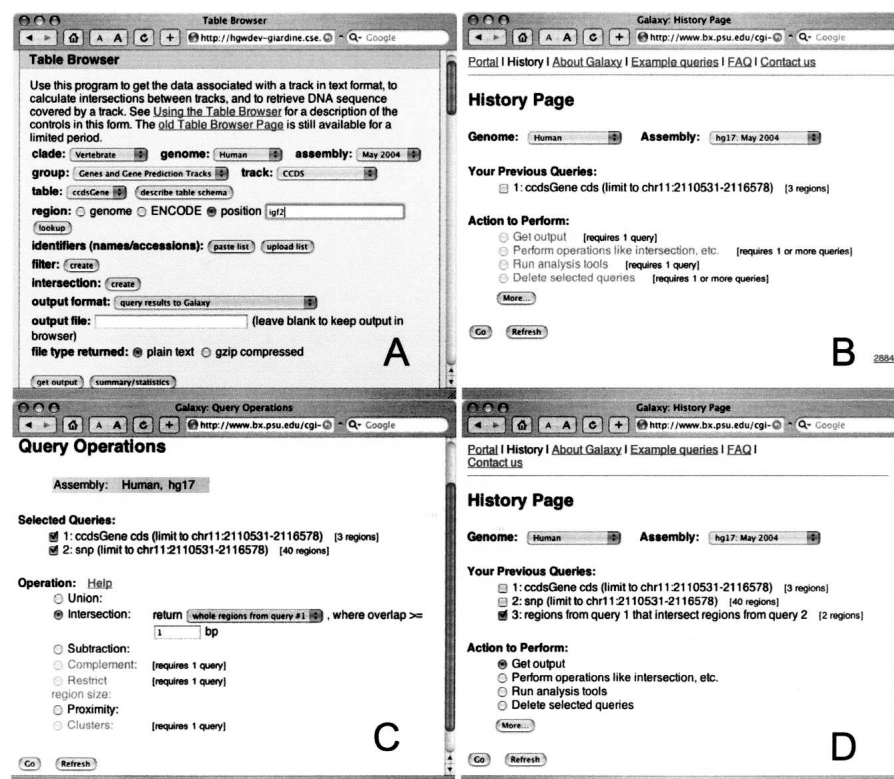 Table Browser
A A C + http://hgwdev-giardine.cse. Q- Google
Table Browser
Use this program to get the data associated with a track in text format, to
calculate intersections between tracks, and to retrieve DNA sequence
covered by a track. See Using the Table Browser for a description of the
controls in this form. The old Table Browser Page is still available for a
limited period.
clade: Vertebrate genome: Human assembly: May 2004
group: Genes and Gene Prediction Tracks track: CCDS
table: ccdsGene describe table schema
region: genome ENCODE position igf2
lookup
identifiers (names/accessions): paste list upload list
filter: create
intersection: create
output format: query results to Galaxy
output file: (leave blank to keep output in
browser)
file type returned: plain text gzip compressed
get output summary/statistics
A
Galaxy: History Page
A A C + http://www.bx.psu.edu/cgi- Q- Google
Portal | History | About Galaxy | Example queries | FAQ | Contact us
History Page
Genome: Human Assembly: hg17: May 2004
Your Previous Queries:
1: ccdsGene cds (limit to chr11:2110531-2116578) [3 regions]
Action to Perform:
Get output [requires 1 query]
Perform operations like intersection, etc. [requires 1 or more queries]
Run analysis tools [requires 1 query]
Delete selected queries [requires 1 or more queries]
More...
Go Refresh
B
2884
Galaxy: Query Operations
A A C + http://www.bx.psu.edu/cgi- Q- Google
Query Operations
Assembly: Human, hg17
Selected Queries:
1: ccdsGene cds (limit to chr11:2110531-2116578) [3 regions]
2: snp (limit to chr11:2110531-2116578) [40 regions]
Operation: Help
Union:
Intersection: return whole regions from query #1 , where overlap >=
1 bp
Subtraction:
Complement: [requires 1 query]
Restrict [requires 1 query]
region size:
Proximity:
Clusters: [requires 1 query]
Go Refresh
C
Galaxy: History Page
A A C + http://www.bx.psu.edu/cgi- Q- Google
Portal | History | About Galaxy | Example queries | FAQ |
Contact us
History Page
Genome: Human Assembly: hg17: May 2004
Your Previous Queries:
1: ccdsGene cds (limit to chr11:2110531-2116578) [3 regions]
2: snp (limit to chr11:2110531-2116578) [40 regions]
3: regions from query 1 that intersect regions from query 2 [2 regions]
Action to Perform:
Get output
Perform operations like intersection, etc.
Run analysis tools
Delete selected queries
More...
Go Refresh
D